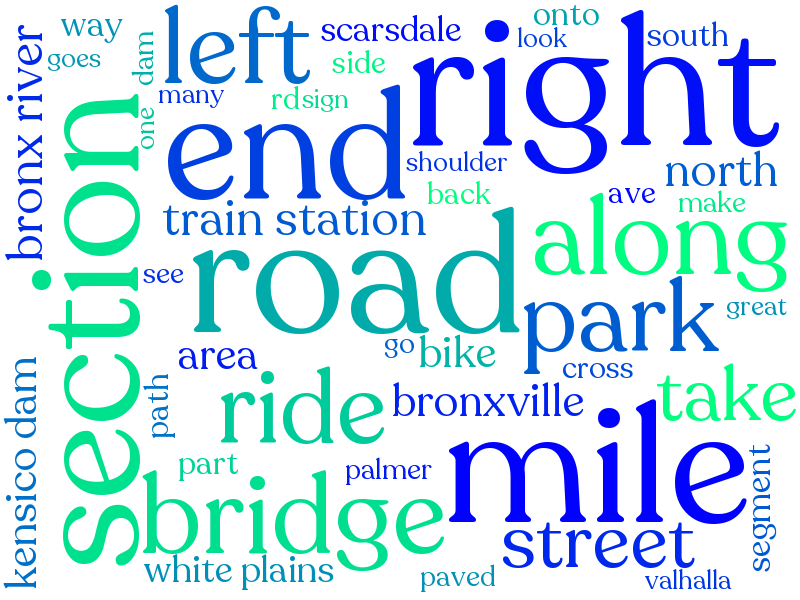 way
goes
dam
left
scarsdale
onto
look
south
side
right
bronx river
many
rd
sign
one
end
shoulder
north
back
ave
make
section
train station
along
see
road
park
great
area
go
bike
cross
kensico dam
path
ride
bronxville
take
part
palmer
mile
segment
bridge
street
white plains
paved
valhalla